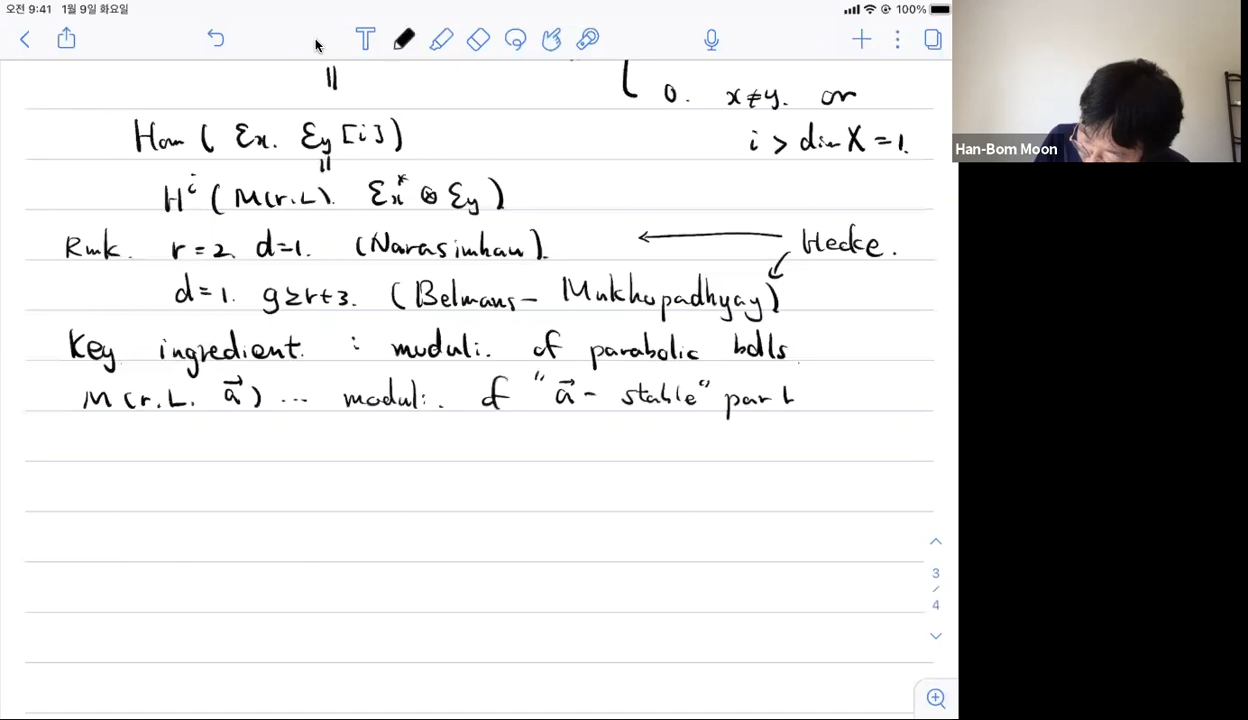 오전 9:41 1월 9일 화요일 100%
||
0. x≠y. or
Hom ( Ex. Ey [i] ) i > dim X = 1.
||
H^i ( M(r.L). Ex^* ⊗ Ey )
Rmk. r = 2. d=1. (Narasimhan). ← Hecke.
d=1. g≥r+3. (Belmans- Mukhopadhyay)
Key ingredient : moduli. of parabolic bdls.
M(r.L. a⃗) ... moduli. of "a⃗ - stable" par b
Han-Bom Moon
3
/
4